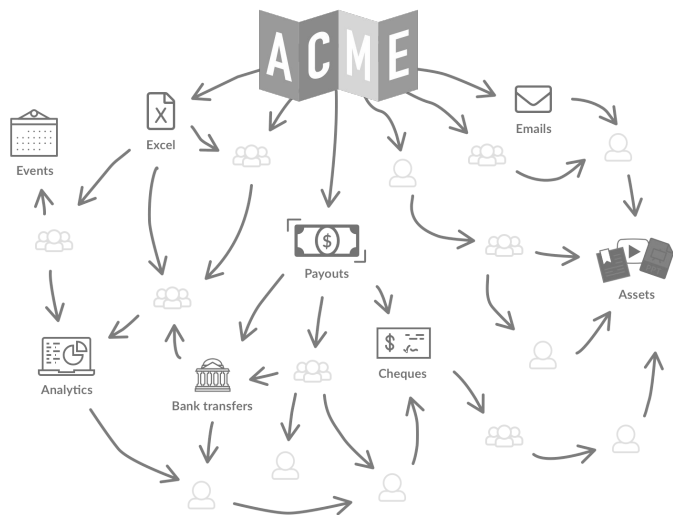 ACME
Emails
Excel
Events
Payouts
$
Assets
$
Cheques
Analytics
Bank transfers